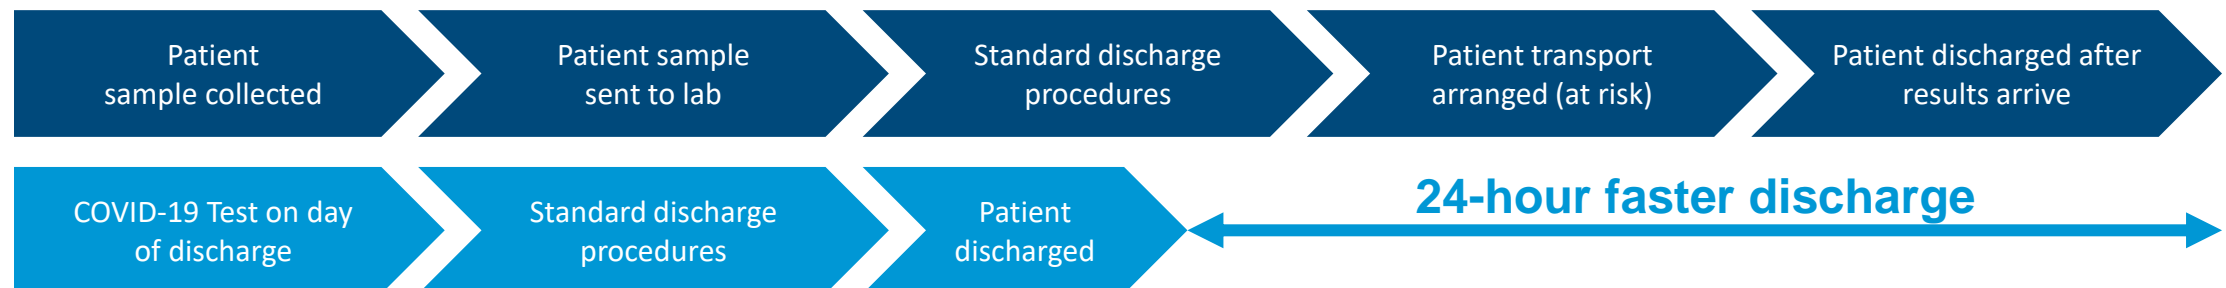 Patient
sample collected
Patient sample
sent to lab
Standard discharge
procedures
Patient transport
arranged (at risk)
Patient discharged after
results arrive
COVID-19 Test on day
of discharge
Standard discharge
procedures
Patient
discharged
24-hour faster discharge